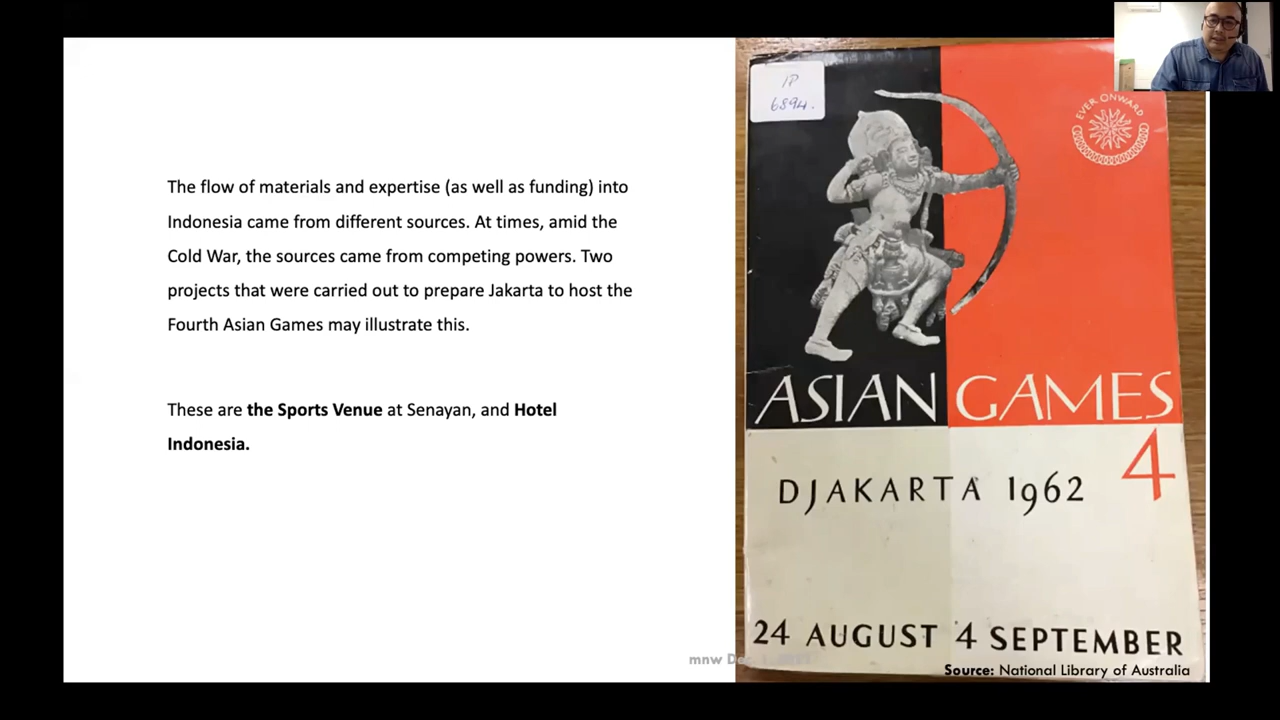 The flow of materials and expertise (as well as funding) into
Indonesia came from different sources. At times, amid the
Cold War, the sources came from competing powers. Two
projects that were carried out to prepare Jakarta to host the
Fourth Asian Games may illustrate this.
These are the Sports Venue at Senayan, and Hotel
Indonesia.
IP
6894.
EVER ONWARD
ASIAN GAMES
4
DJAKARTA 1962
24 AUGUST 4 SEPTEMBER
mnw
Source: National Library of Australia